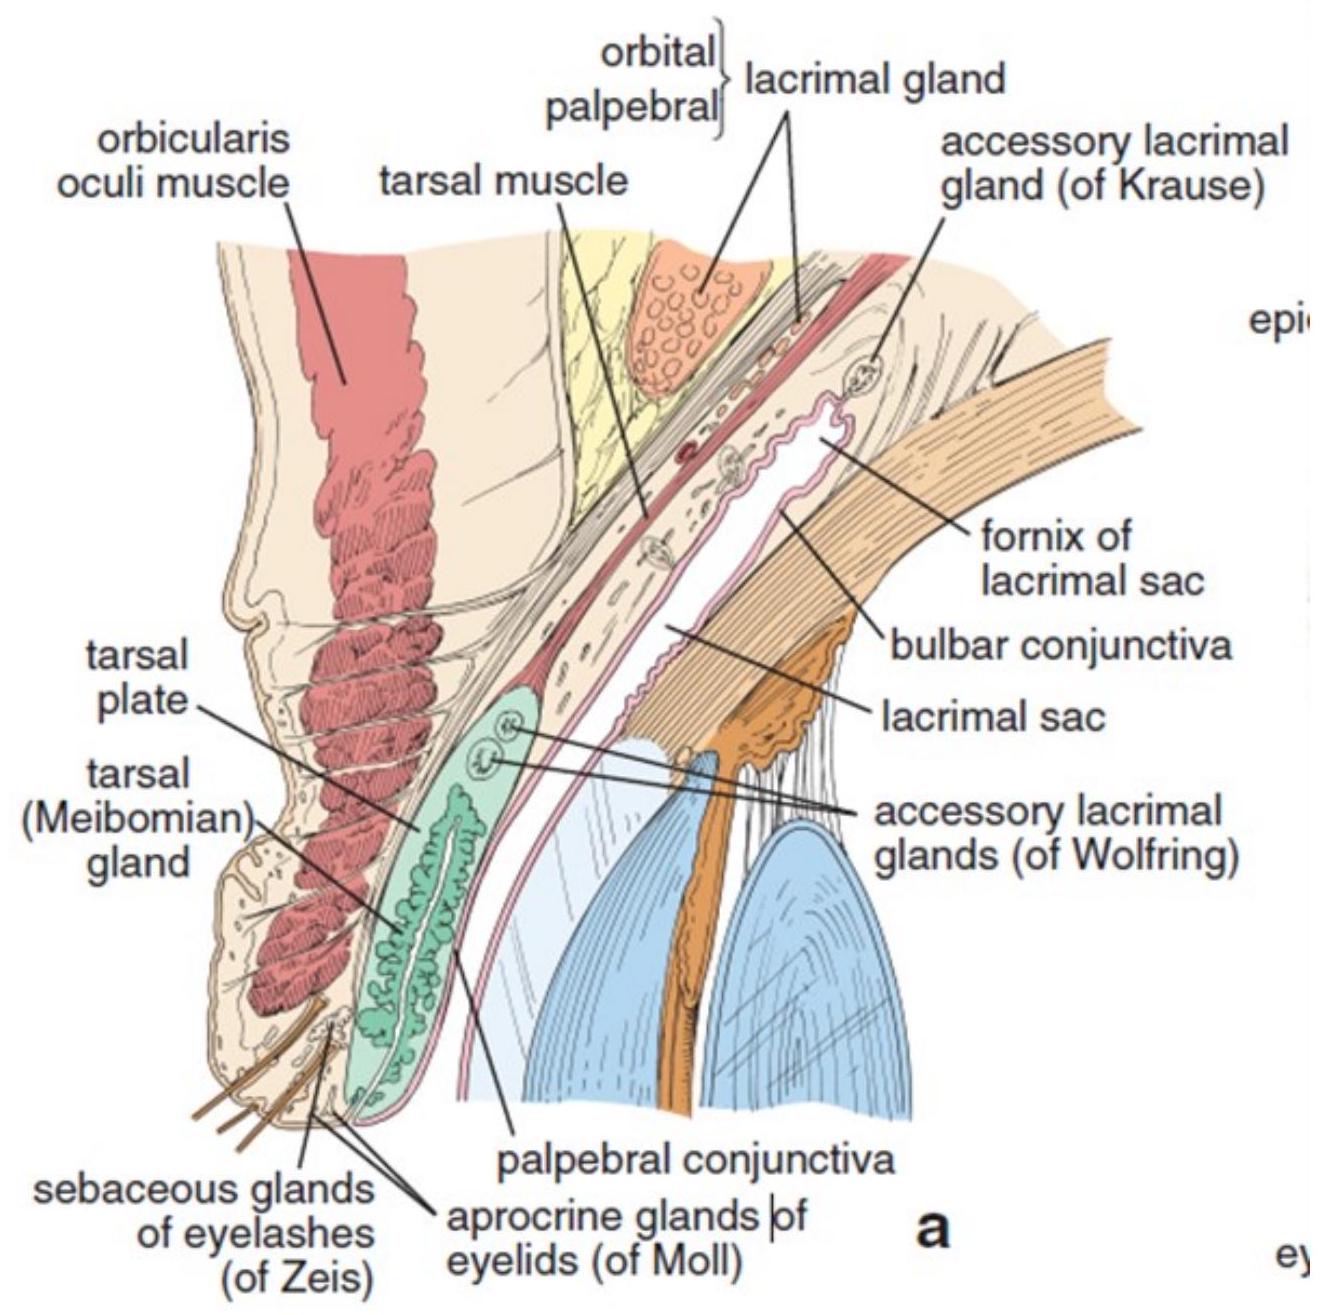 orbital
palpebral
lacrimal gland
orbicularis
oculi muscle
tarsal muscle
accessory lacrimal
gland (of Krause)
epi
fornix of
lacrimal sac
bulbar conjunctiva
lacrimal sac
tarsal
plate
tarsal
(Meibomian)
gland
accessory lacrimal
glands (of Wolfring)
palpebral conjunctiva
sebaceous glands
of eyelashes
(of Zeis)
aprocrine glands of
eyelids (of Moll)
a
ey